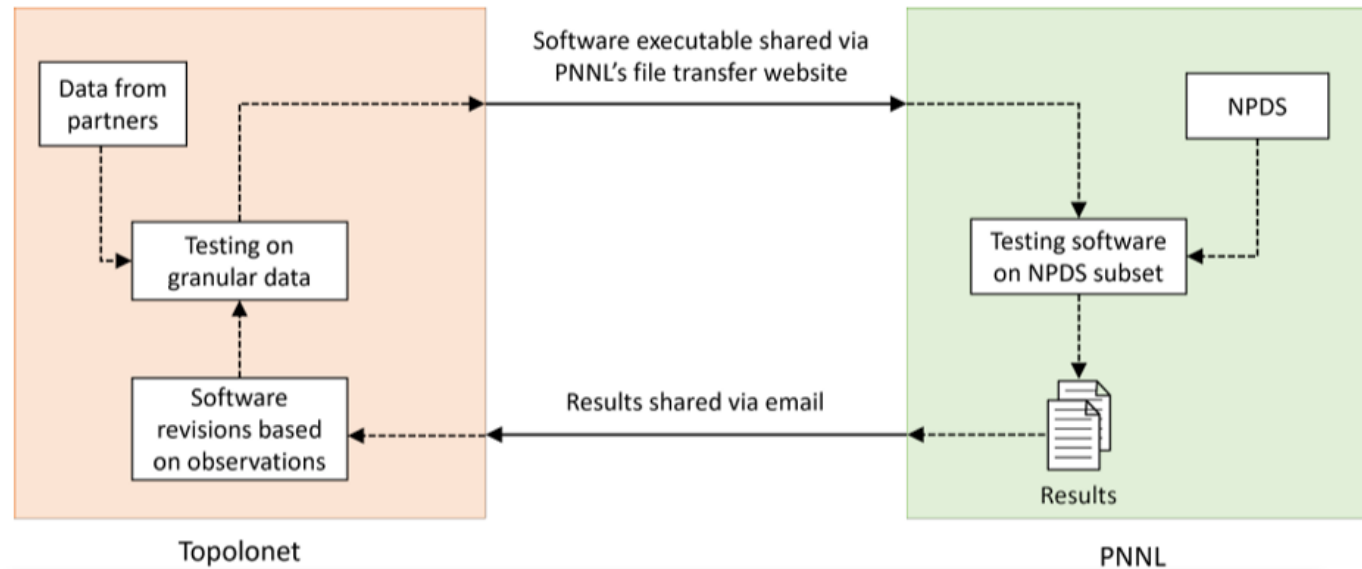 Software executable shared via
PNNL's file transfer website
Data from
partners
NPDS
Testing on
granular data
Testing software
on NPDS subset
Software
revisions based
on observations
Results shared via email
Results
Topolonet
PNNL